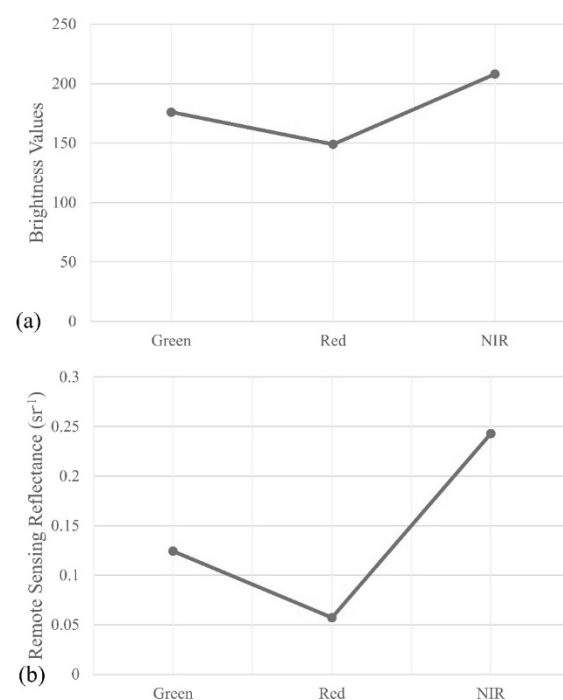 250
200
150
100
50
0
Brightness Values
(a)
Green Red NIR
0.3
0.25
0.2
0.15
0.1
0.05
0
Remote Sensing Reflectance (sr⁻¹)
(b)
Green Red NIR